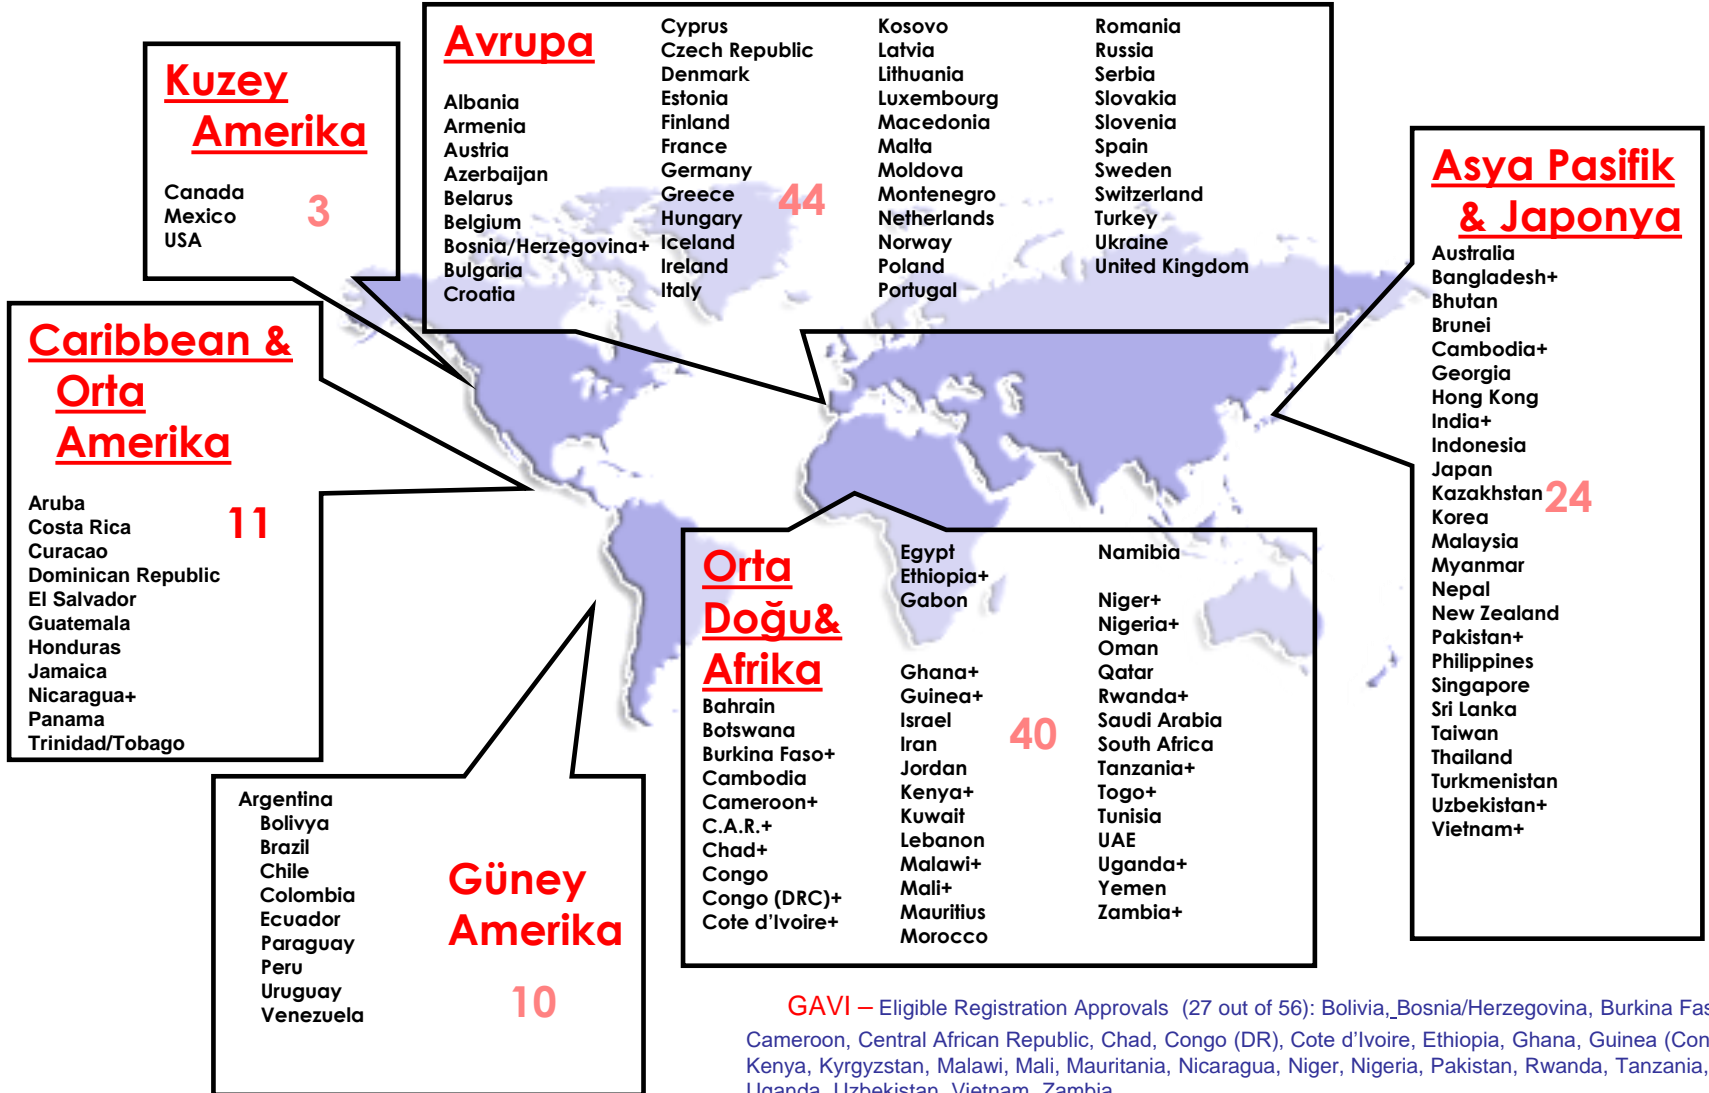 Kuzey
Amerika
Canada
Mexico
USA
3
Avrupa
Albania
Armenia
Austria
Azerbaijan
Belarus
Belgium
Bosnia/Herzegovina+
Bulgaria
Croatia
Cyprus
Czech Republic
Denmark
Estonia
Finland
France
Germany
Greece
Hungary
Iceland
Ireland
Italy
44
Kosovo
Latvia
Lithuania
Luxembourg
Macedonia
Malta
Moldova
Montenegro
Netherlands
Norway
Poland
Portugal
Romania
Russia
Serbia
Slovakia
Slovenia
Spain
Sweden
Switzerland
Turkey
Ukraine
United Kingdom
Asya Pasifik
& Japonya
Australia
Bangladesh+
Bhutan
Brunei
Cambodia+
Georgia
Hong Kong
India+
Indonesia
Japan
Kazakhstan
Korea
Malaysia
Myanmar
Nepal
New Zealand
Pakistan+
Philippines
Singapore
Sri Lanka
Taiwan
Thailand
Turkmenistan
Uzbekistan+
Vietnam+
24
Caribbean &
Orta
Amerika
Aruba
Costa Rica
Curacao
Dominican Republic
El Salvador
Guatemala
Honduras
Jamaica
Nicaragua+
Panama
Trinidad/Tobago
11
Orta
Doğu&
Afrika
Bahrain
Botswana
Burkina Faso+
Cambodia
Cameroon+
C.A.R.+
Chad+
Congo
Congo (DRC)+
Cote d'Ivoire+
Egypt
Ethiopia+
Gabon
Ghana+
Guinea+
Israel
Iran
Jordan
Kenya+
Kuwait
Lebanon
Malawi+
Mali+
Mauritius
Morocco
40
Namibia
Niger+
Nigeria+
Oman
Qatar
Rwanda+
Saudi Arabia
South Africa
Tanzania+
Togo+
Tunisia
UAE
Uganda+
Yemen
Zambia+
Argentina
Bolivya
Brazil
Chile
Colombia
Ecuador
Paraguay
Peru
Uruguay
Venezuela
Güney
Amerika
10
GAVI – Eligible Registration Approvals (27 out of 56): Bolivia, Bosnia/Herzegovina, Burkina Fas
Cameroon, Central African Republic, Chad, Congo (DR), Cote d'Ivoire, Ethiopia, Ghana, Guinea (Con
Kenya, Kyrgyzstan, Malawi, Mali, Mauritania, Nicaragua, Niger, Nigeria, Pakistan, Rwanda, Tanzania,
Uganda, Uzbekistan, Vietnam, Zambia